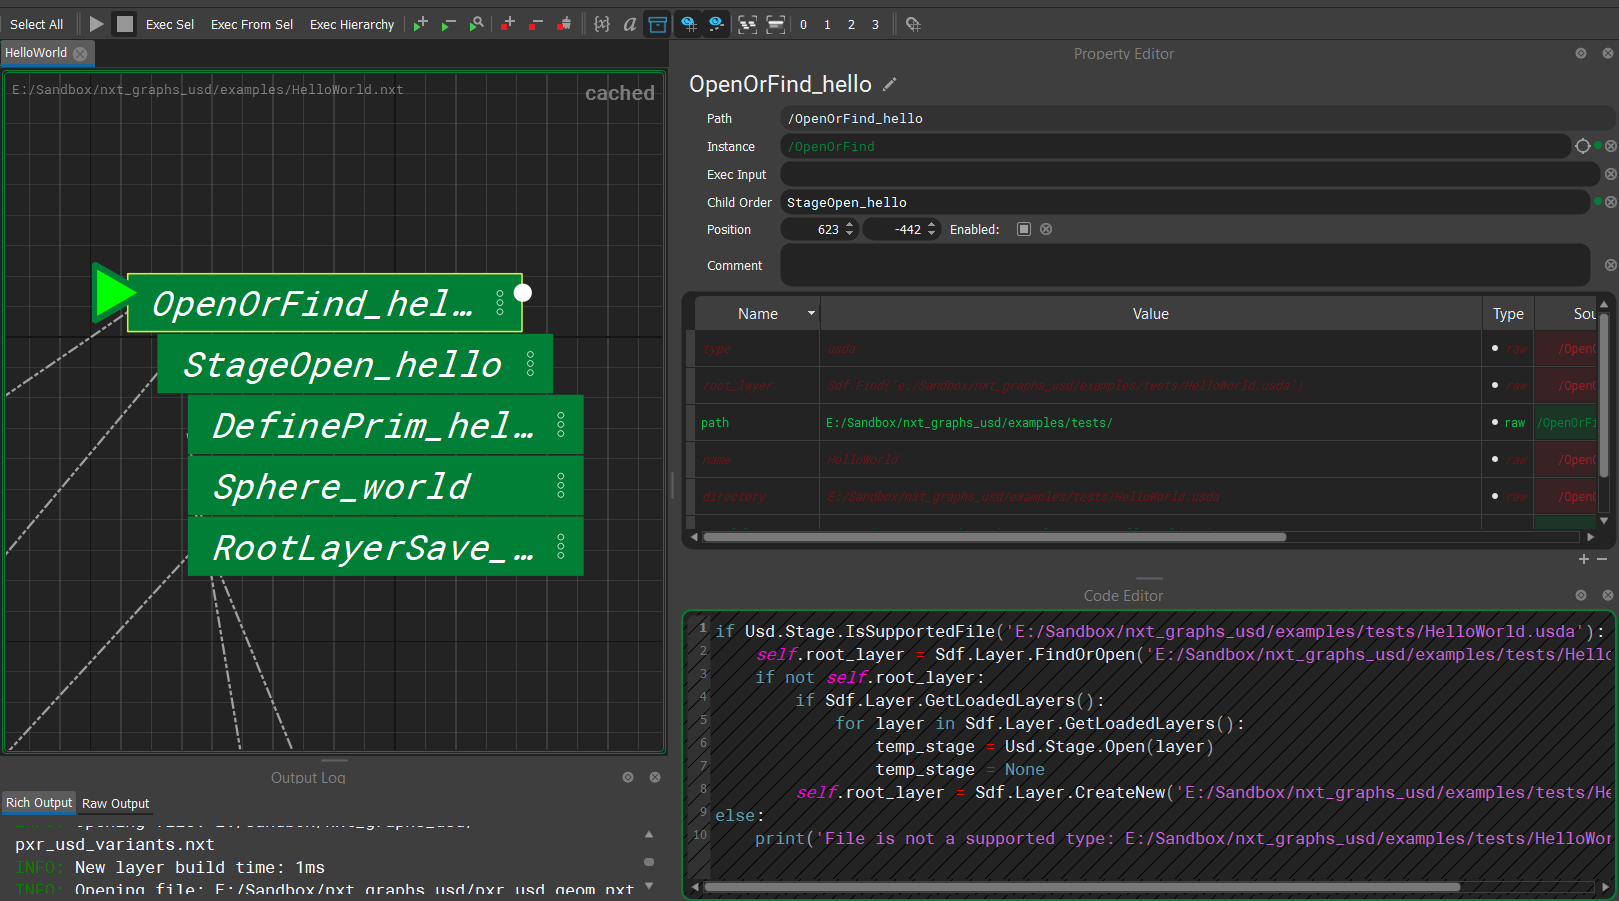 Select All
Exec Sel
Exec From Sel
Exec Hierarchy
{x}
a
0
1
2
3
HelloWorld
E:/Sandbox/nxt_graphs_usd/examples/HelloWorld.nxt
cached
OpenOrFind_hel…
StageOpen_hello
DefinePrim_hel…
Sphere_world
RootLayerSave_…
Output Log
Rich Output
Raw Output
pxr_usd_variants.nxt
INFO: New layer build time: 1ms
INFO: Opening file: E:/Sandbox/nxt_graphs_usd/pxr_usd_geom.nxt
Property Editor
OpenOrFind_hello
Path
/OpenOrFind_hello
Instance
/OpenOrFind
Exec Input
Child Order
StageOpen_hello
Position
623
-442
Enabled:
Comment
Name
Value
Type
Sou
type
usda
raw
/OpenO
root_layer
Sdf.Find('e:/Sandbox/nxt_graphs_usd/examples/tests/HelloWorld.usda')
raw
/OpenO
path
E:/Sandbox/nxt_graphs_usd/examples/tests/
raw
/OpenOrFi
name
HelloWorld
raw
/OpenO
directory
E:/Sandbox/nxt_graphs_usd/examples/tests/HelloWorld.usda
raw
/OpenO
Code Editor
1 if Usd.Stage.IsSupportedFile('E:/Sandbox/nxt_graphs_usd/examples/tests/HelloWorld.usda'):
2 self.root_layer = Sdf.Layer.FindOrOpen('E:/Sandbox/nxt_graphs_usd/examples/tests/Hello
3 if not self.root_layer:
4 if Sdf.Layer.GetLoadedLayers():
5 for layer in Sdf.Layer.GetLoadedLayers():
6 temp_stage = Usd.Stage.Open(layer)
7 temp_stage = None
8 self.root_layer = Sdf.Layer.CreateNew('E:/Sandbox/nxt_graphs_usd/examples/tests/He
9 else:
10 print('File is not a supported type: E:/Sandbox/nxt_graphs_usd/examples/tests/HelloWor